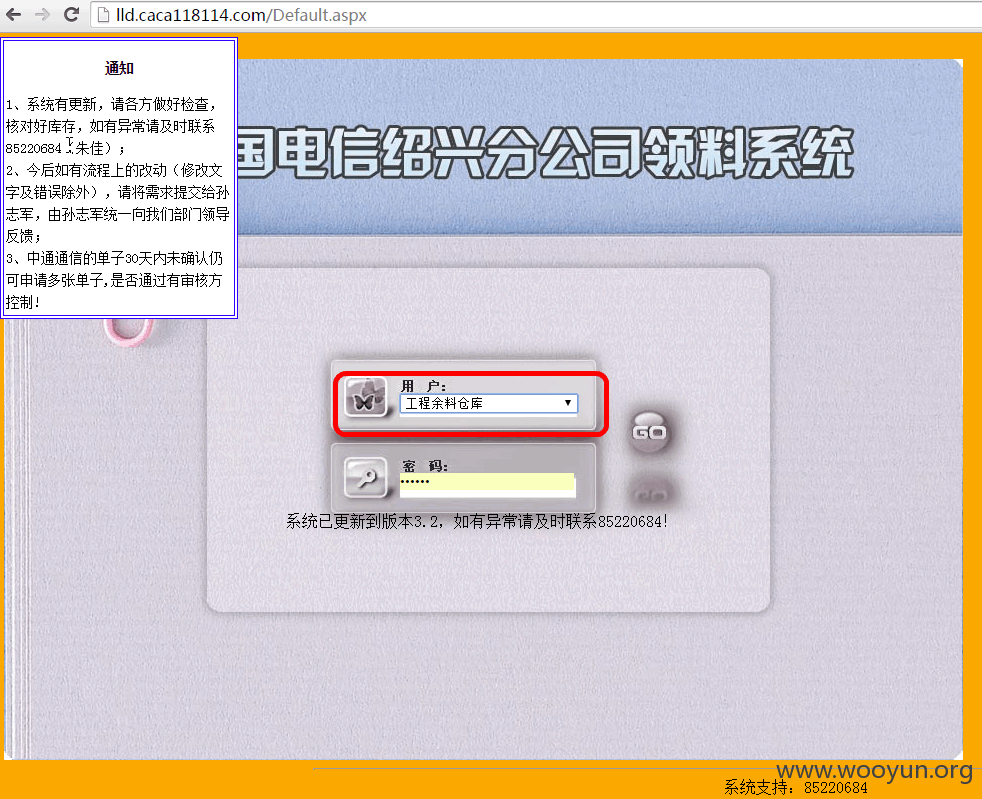 lld.caca118114.com/Default.aspx
通知
1、系统有更新，请各方做好检查，
核对好库存，如有异常请及时联系
85220684 朱佳）；
2、今后如有流程上的改动（修改文
字及错误除外），请将需求提交给孙
志军，由孙志军统一向我们部门领导
反馈；
3、中通通信的单子30天内未确认仍
可申请多张单子,是否通过有审核方
控制！
国电信绍兴分公司领料系统
用 户：
工程余料仓库
密 码：
GO
系统已更新到版本3.2，如有异常请及时联系85220684！
www.wooyun.org
系统支持：85220684